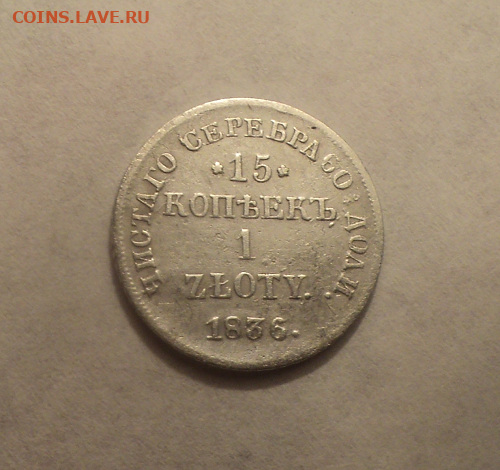 COINS.LAVE.RU
ЧИСТАГО СЕРЕБРА 60 ДОЛИ
*15*
КОПѢЕКЪ
1
ZŁOTY.
1836.